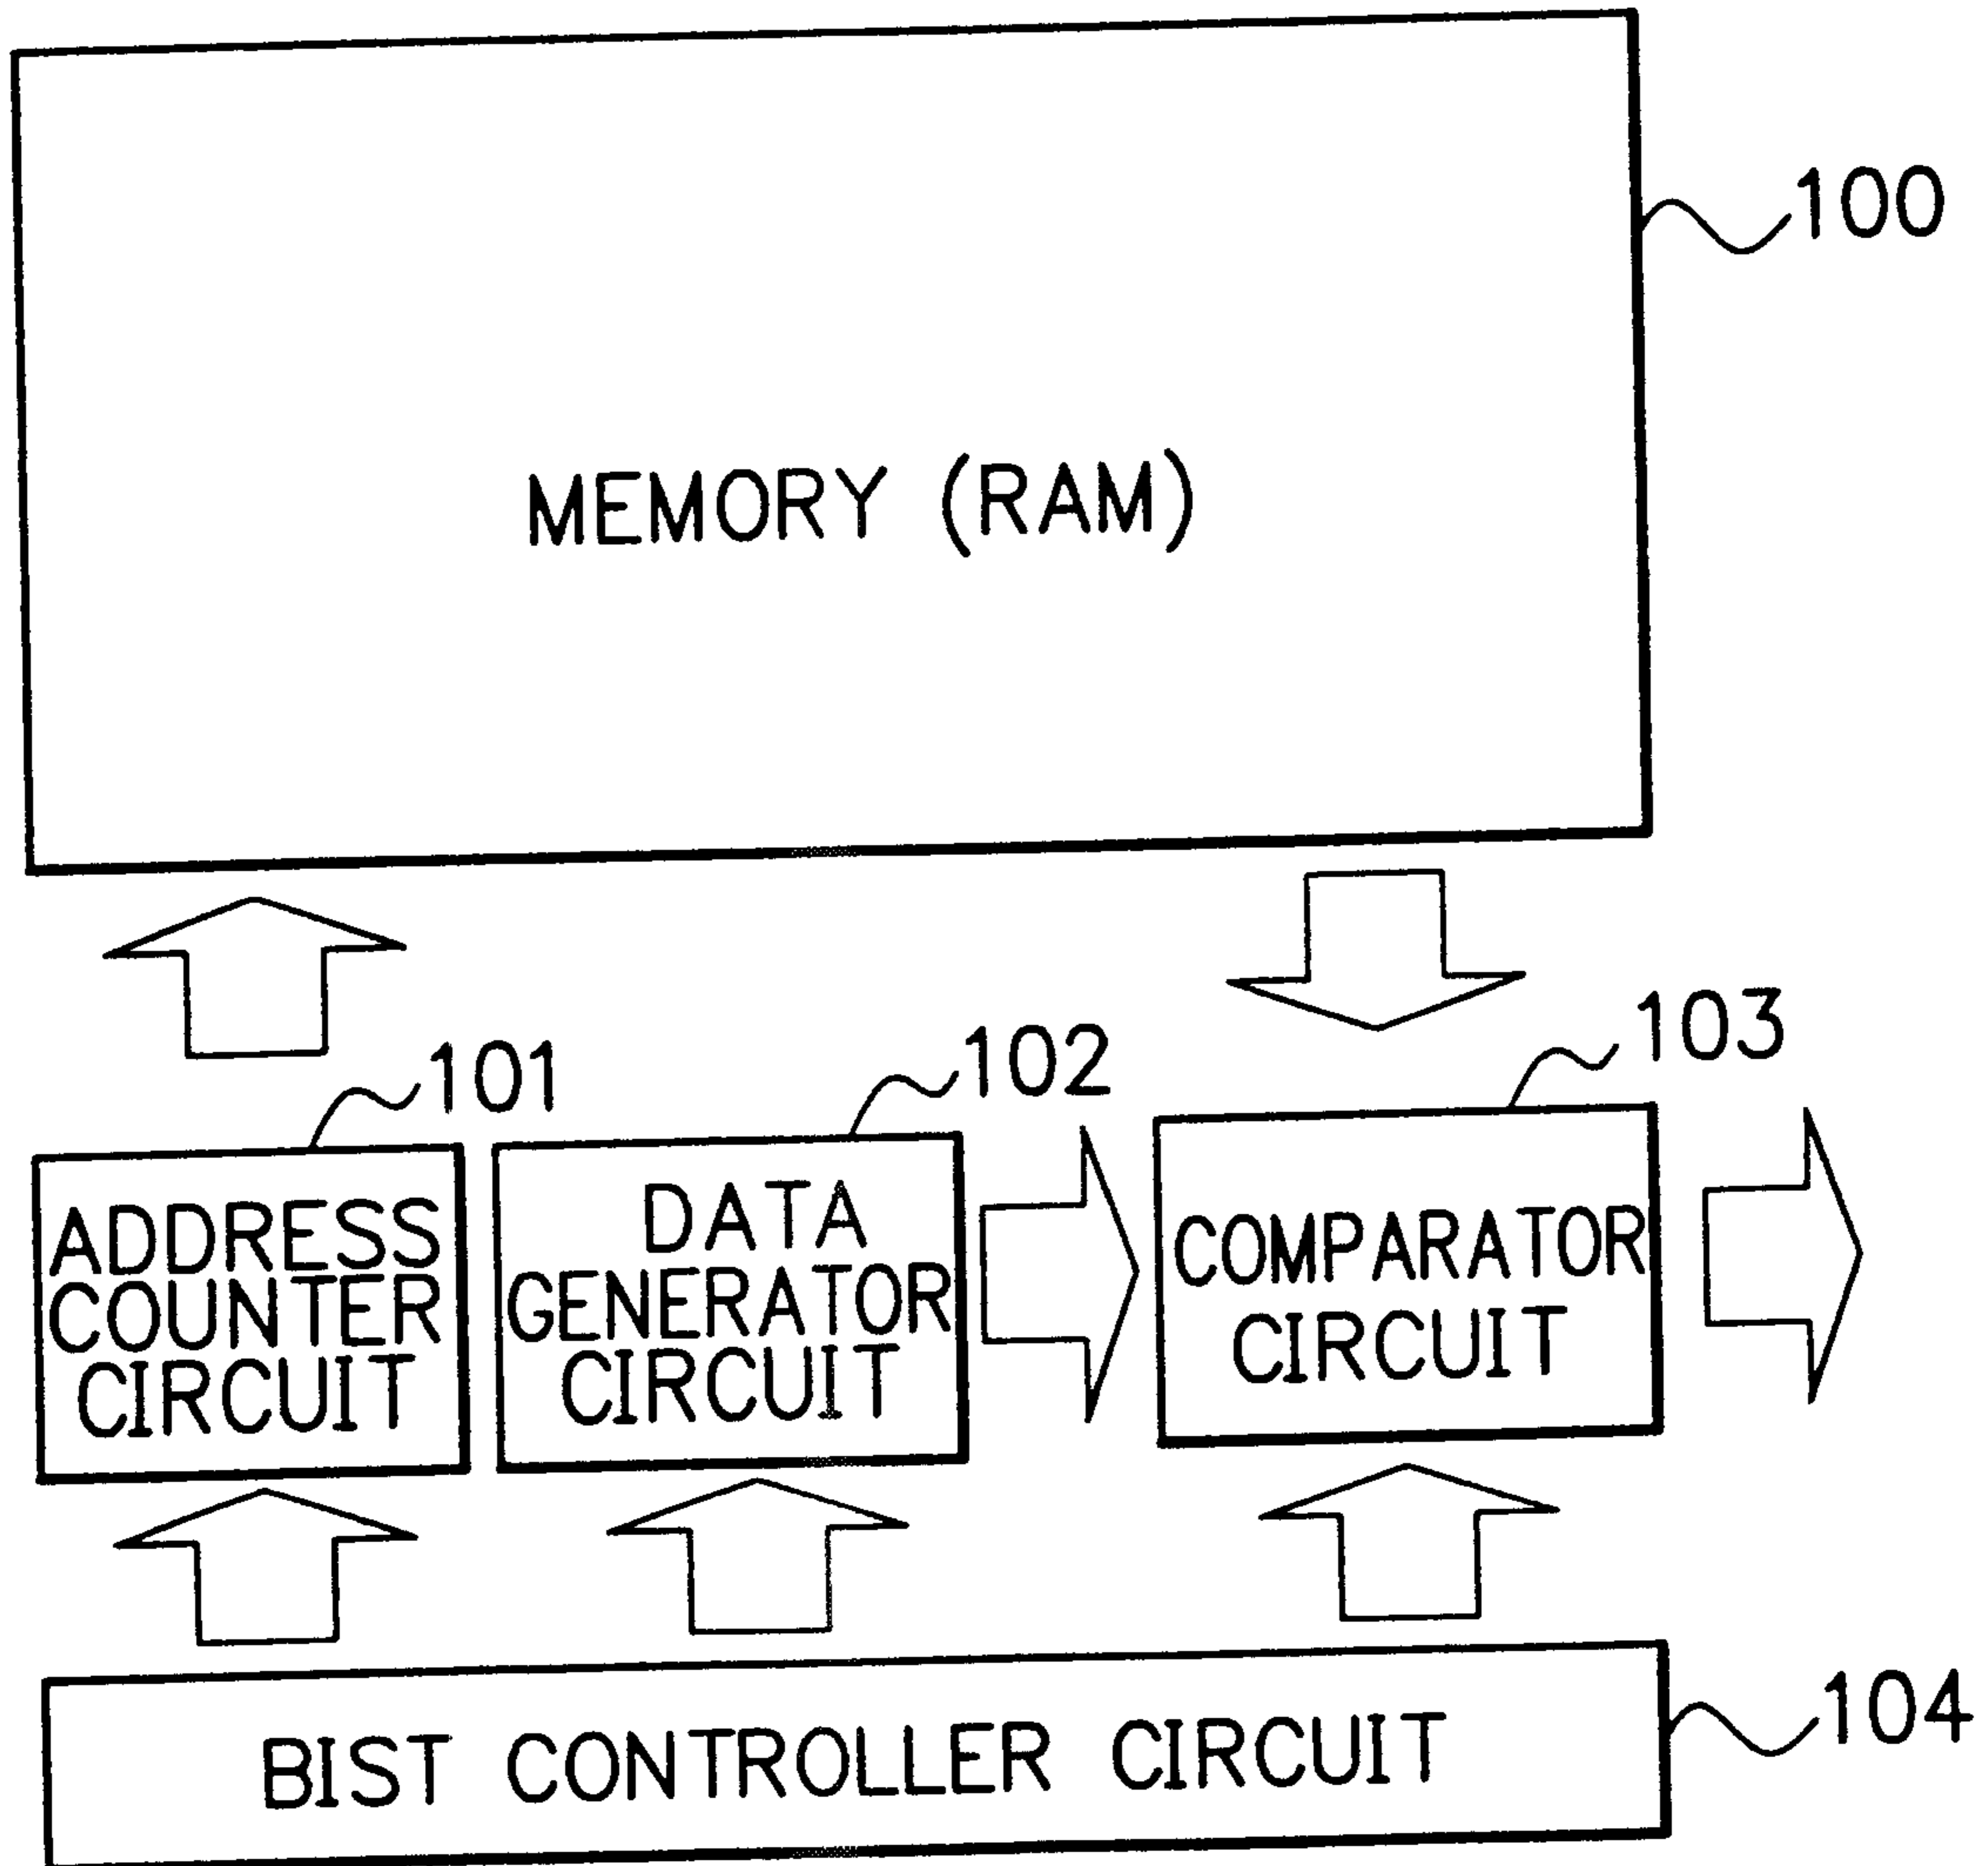 100
MEMORY (RAM)
101
102
103
ADDRESS
COUNTER
CIRCUIT
DATA
GENERATOR
CIRCUIT
COMPARATOR
CIRCUIT
BIST CONTROLLER CIRCUIT
104